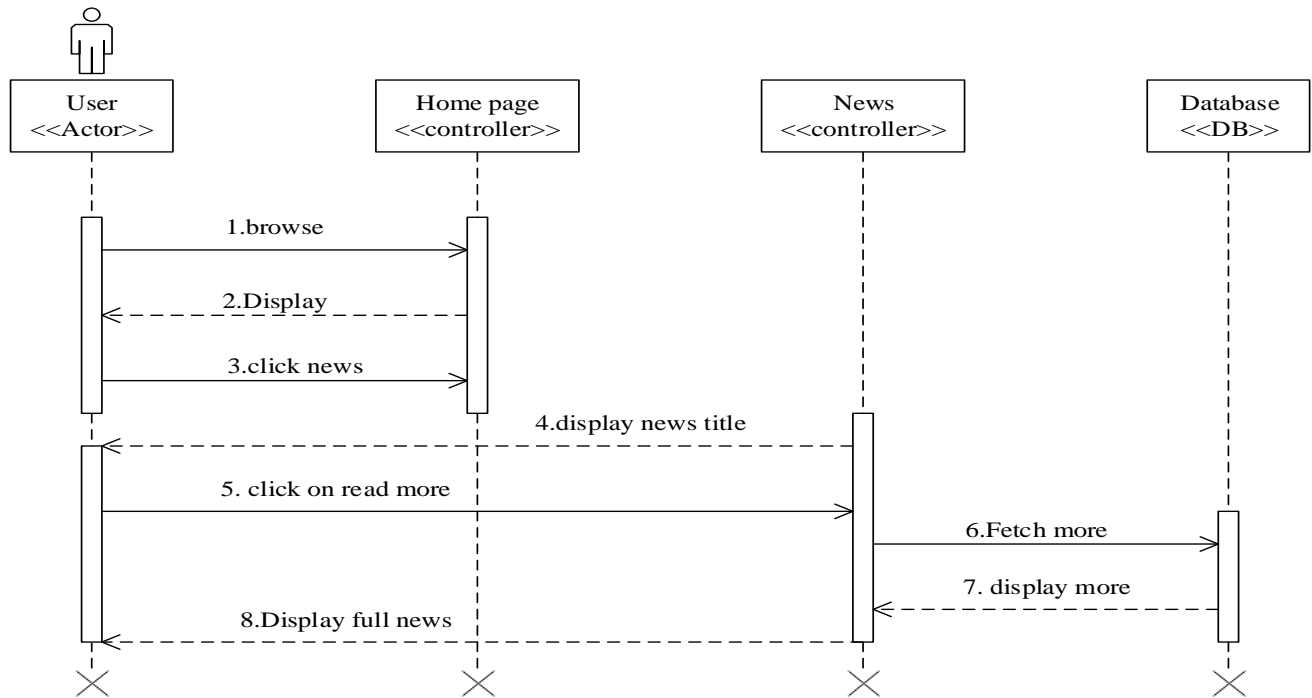 User
<<Actor>>
Home page
<<controller>>
News
<<controller>>
Database
<<DB>>
1.browse
2.Display
3.click news
4.display news title
5. click on read more
6.Fetch more
7. display more
8.Display full news